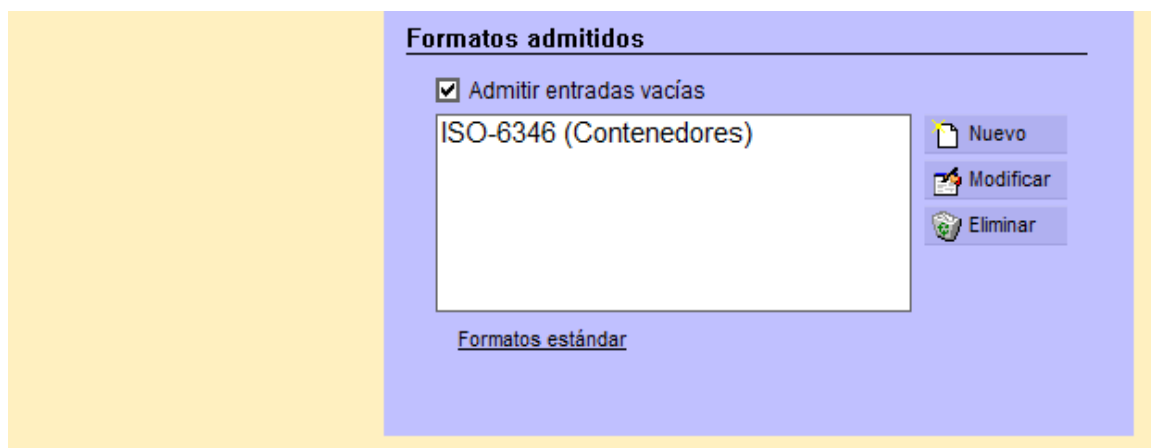 Formatos admitidos
Admitir entradas vacías
ISO-6346 (Contenedores)
Nuevo
Modificar
Eliminar
Formatos estándar